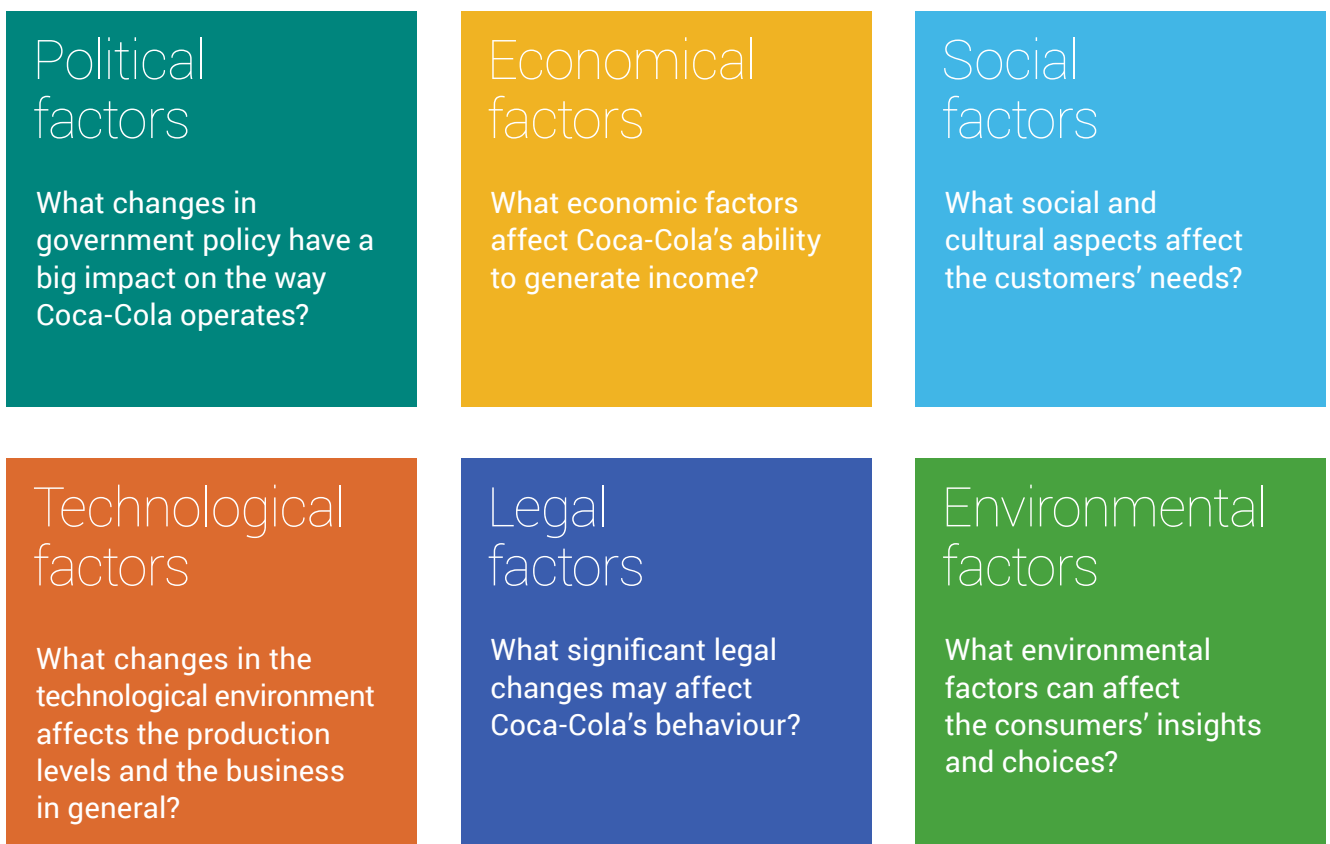 Political
factors
What changes in
government policy have a
big impact on the way
Coca-Cola operates?
Economical
factors
What economic factors
affect Coca-Cola’s ability
to generate income?
Social
factors
What social and
cultural aspects affect
the customers’ needs?
Technological
factors
What changes in the
technological environment
affects the production
levels and the business
in general?
Legal
factors
What significant legal
changes may affect
Coca-Cola’s behaviour?
Environmental
factors
What environmental
factors can affect
the consumers’ insights
and choices?